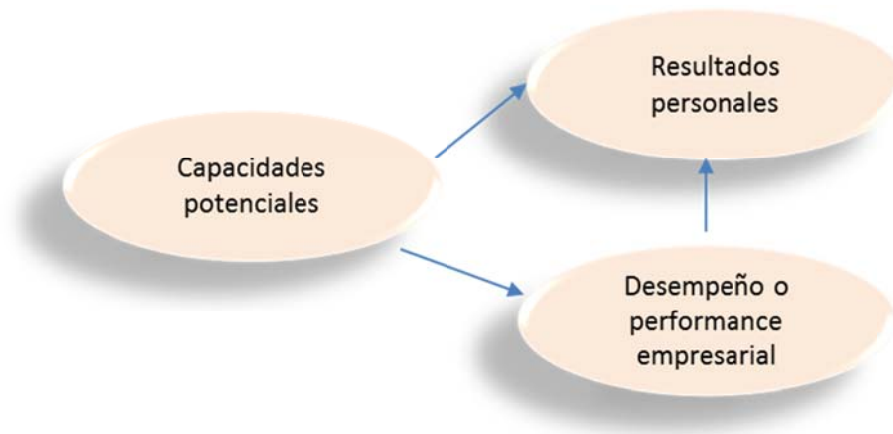 Resultados
personales
Capacidades
potenciales
Desempeño o
performance
empresarial